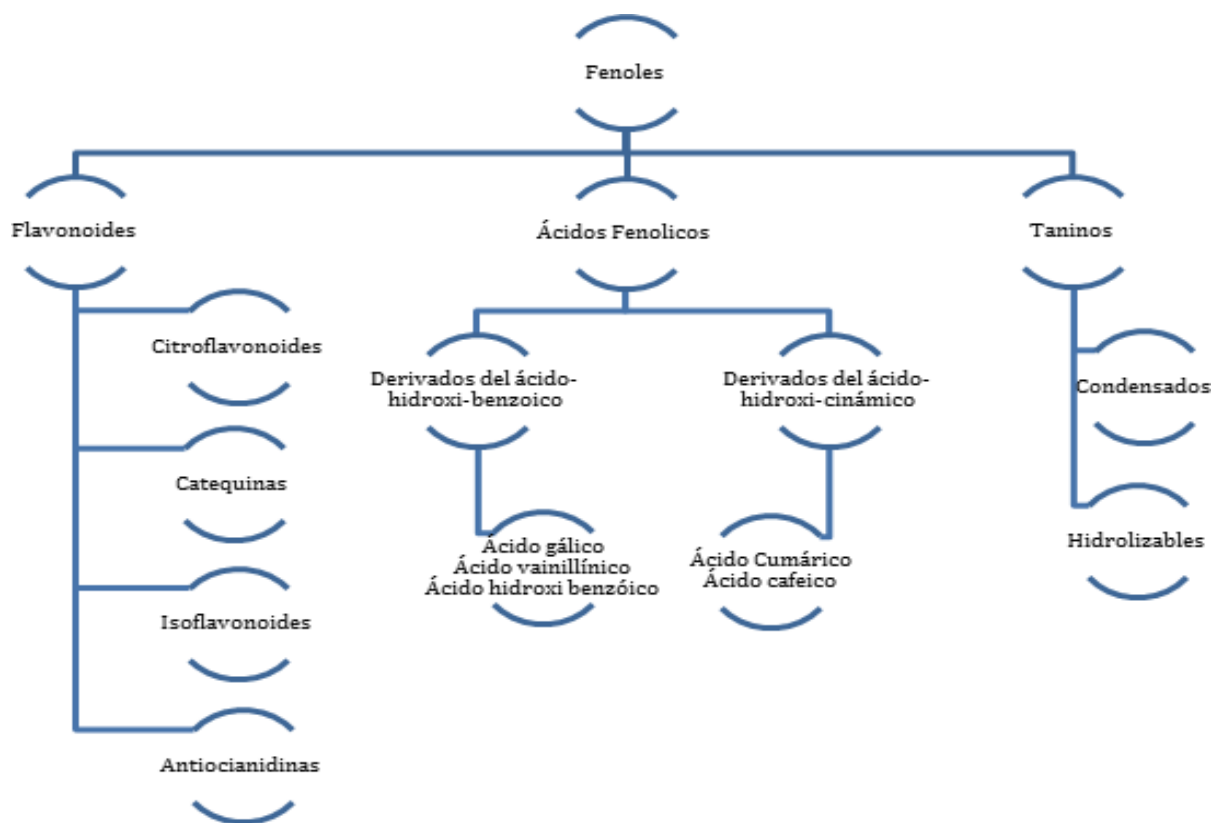 Fenoles
Flavonoides
Ácidos Fenolicos
Taninos
Citroflavonoides
Catequinas
Isoflavonoides
Antiocianidinas
Derivados del ácido-
hidroxi-benzoico
Ácido gálico
Ácido vainillínico
Ácido hidroxi benzóico
Derivados del ácido-
hidroxi-cinámico
Ácido Cumárico
Ácido cafeico
Condensados
Hidrolizables